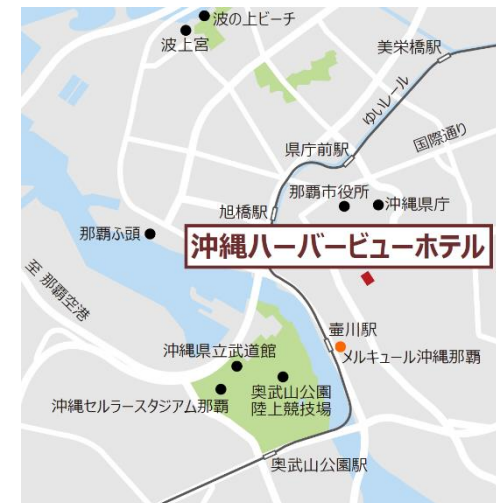 波の上ビーチ
波上宮
美栄橋駅
ゆいレール
国際通り
県庁前駅
那覇市役所
沖縄県庁
旭橋駅
那覇ふ頭
沖縄ハーバービューホテル
至 那覇空港
壷川駅
メルキュール沖縄那覇
沖縄県立武道館
奥武山公園
陸上競技場
沖縄セルラースタジアム那覇
奥武山公園駅